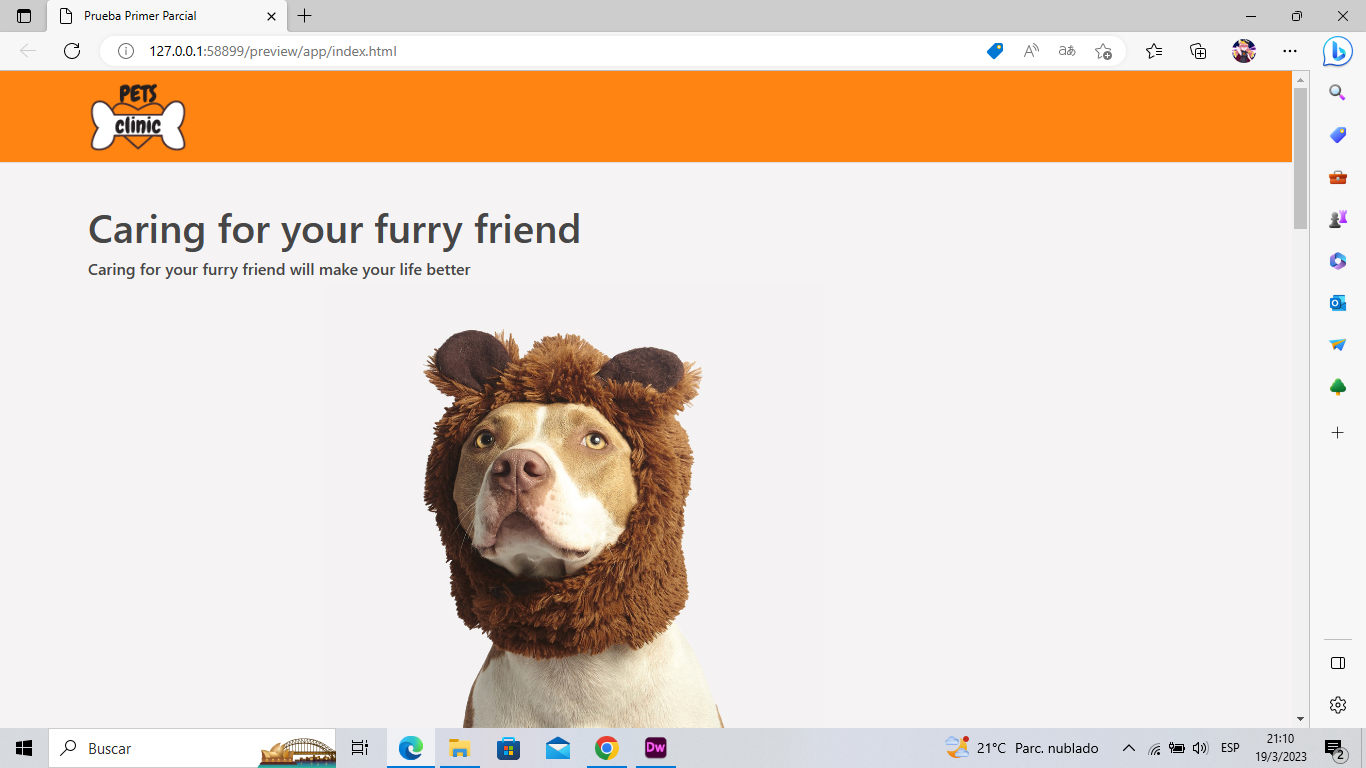 Prueba Primer Parcial
127.0.0.1:58899/preview/app/index.html
PETS
clinic
Caring for your furry friend
Caring for your furry friend will make your life better
Buscar
Dw
21°C Parc. nublado
ESP
21:10
19/3/2023
2